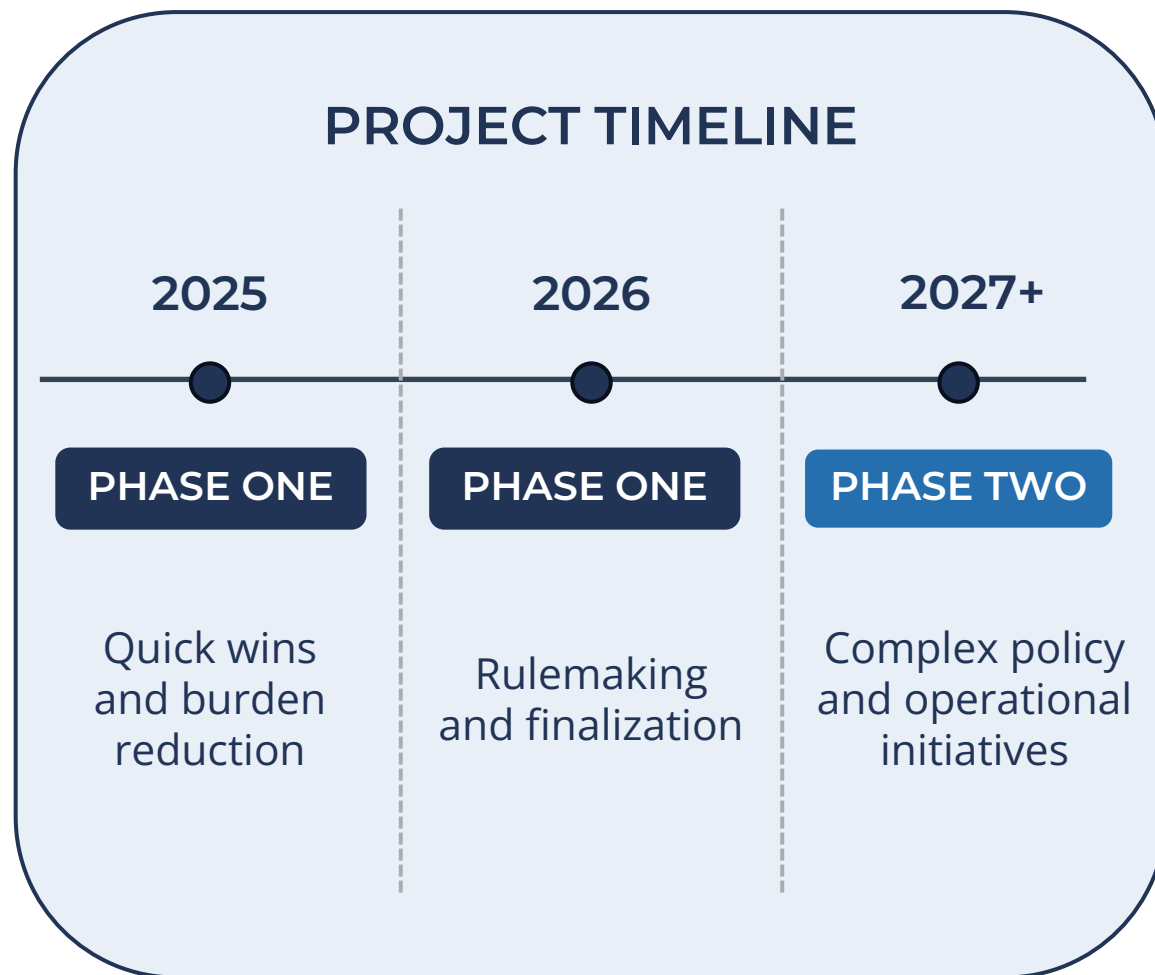 PROJECT TIMELINE
2025
PHASE ONE
Quick wins
and burden
reduction
2026
PHASE ONE
Rulemaking
and finalization
2027+
PHASE TWO
Complex policy
and operational
initiatives